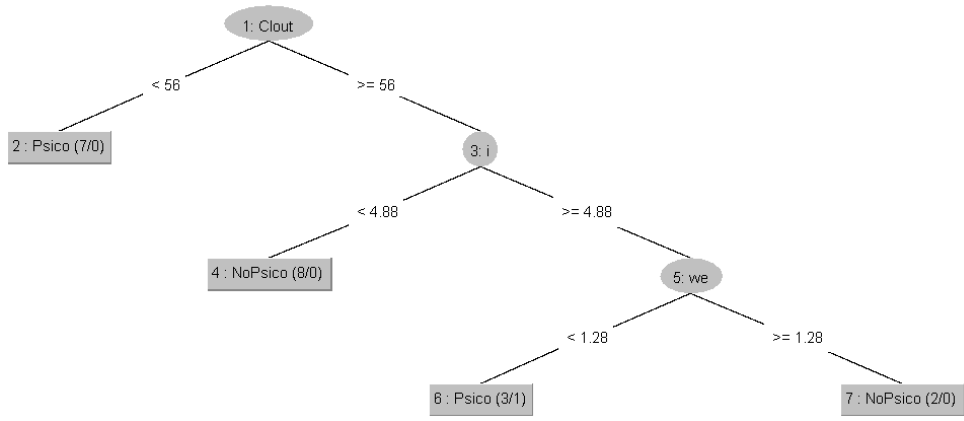 1: Clout
< 56
>= 56
2 : Psico (7/0)
3: i
< 4.88
>= 4.88
4 : NoPsico (8/0)
5: we
< 1.28
>= 1.28
6 : Psico (3/1)
7 : NoPsico (2/0)